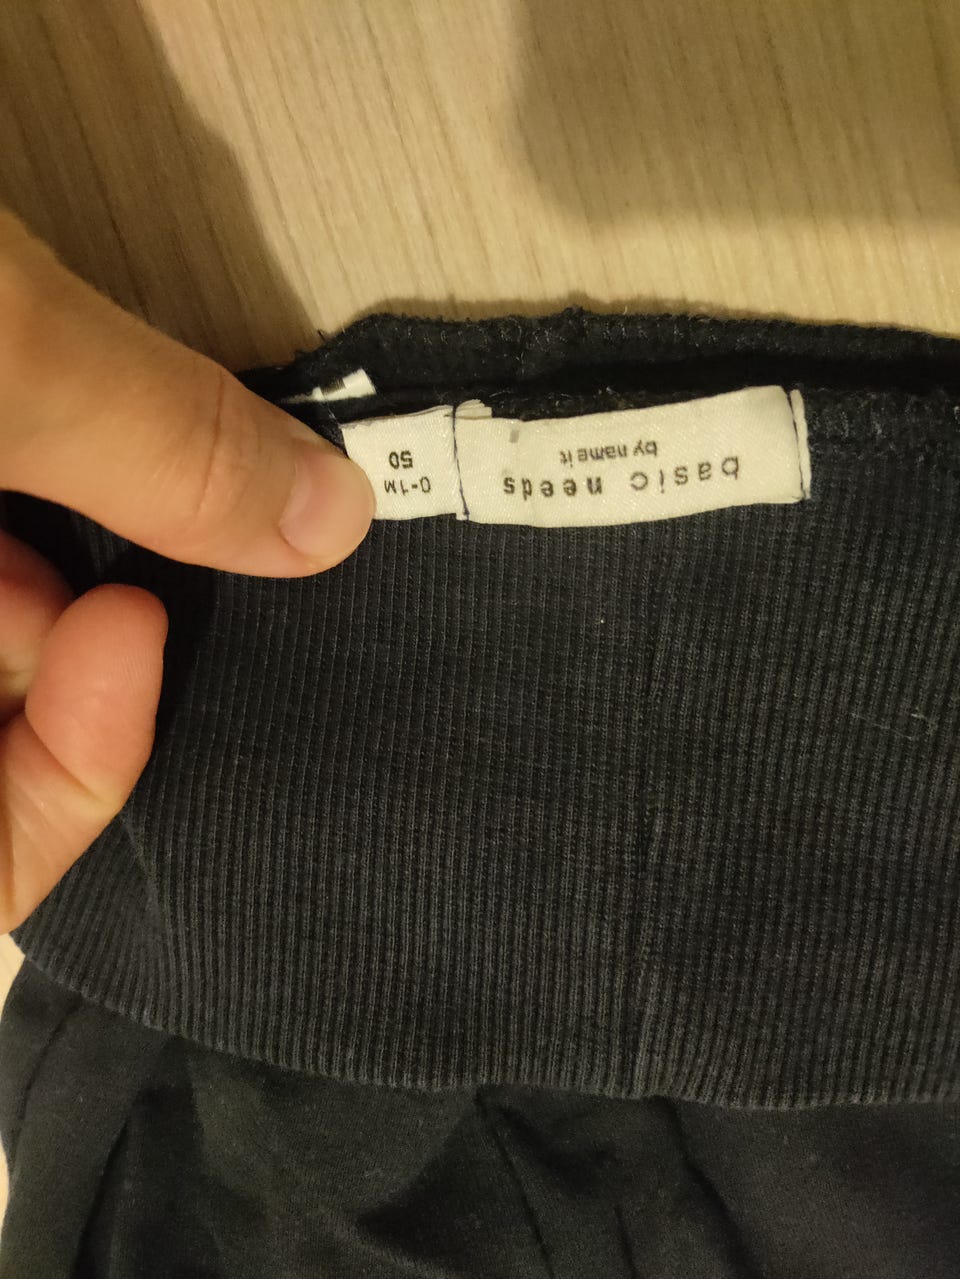 basic needs
by name it
0-1M
50